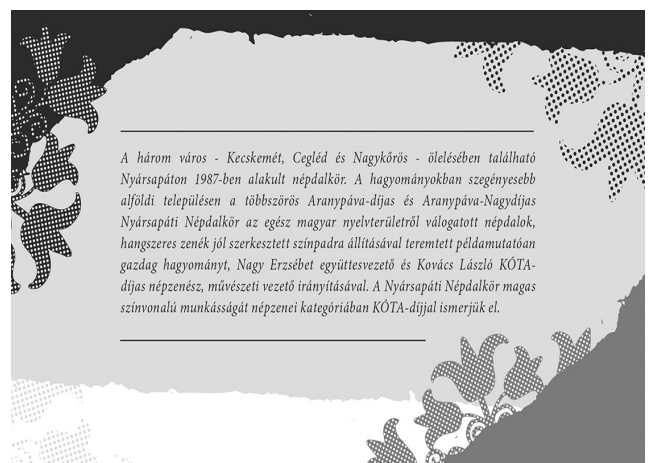 A három város - Kecskemét, Cegléd és Nagykőrös - ölelésében található
Nyársapáton 1987-ben alakult népdalkör. A hagyományokban szegényesebb
alföldi településen a többszörös Aranypáva-díjas és Aranypáva-Nagydíjas
Nyársapáti Népdalkör az egész magyar nyelvterületről válogatott népdalok,
hangszeres zenék jól szerkesztett színpadra állításával teremtett példamutatóan
gazdag hagyományt, Nagy Erzsébet együttesvezető és Kovács László KÓTA-
díjas népzenész, művészeti vezető irányításával. A Nyársapáti Népdalkör magas
színvonalú munkásságát népzenei kategóriában KÓTA-díjjal ismerjük el.